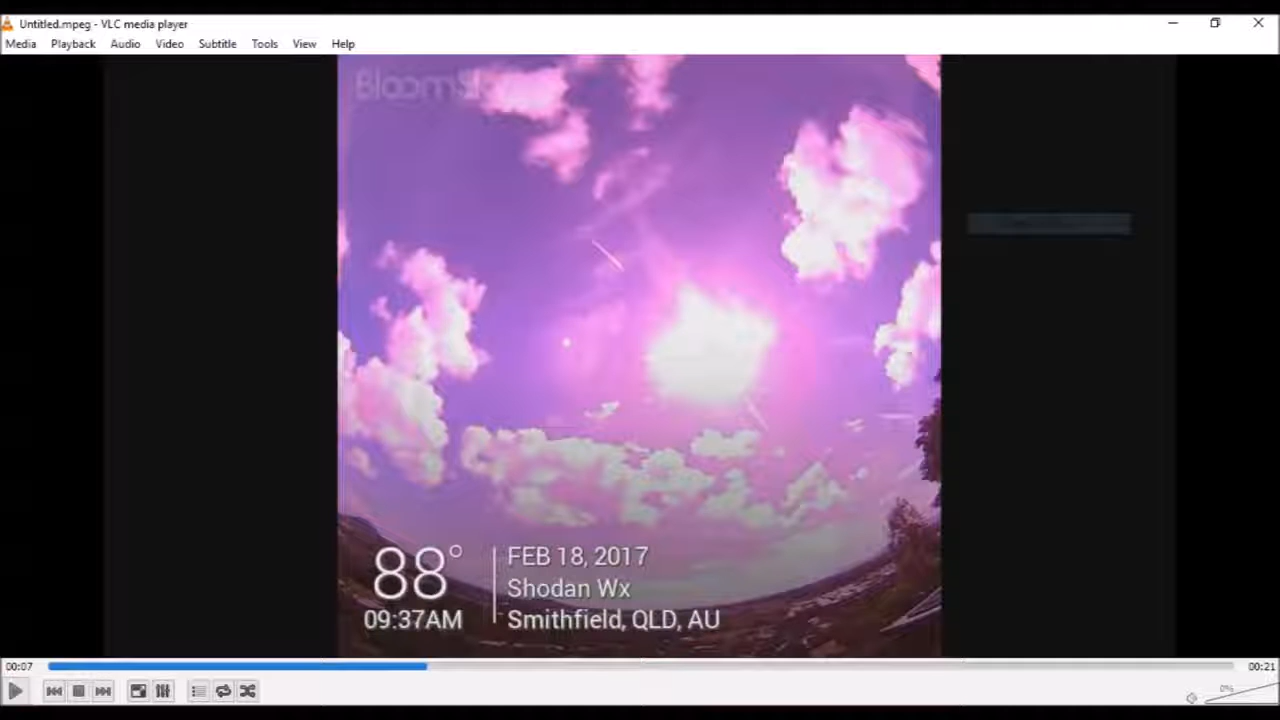 Untitled.mpeg - VLC media player
Media Playback Audio Video Subtitle Tools View Help
88°
09:37AM
FEB 18, 2017
Shodan Wx
Smithfield, QLD, AU
00:07
00:21
0%